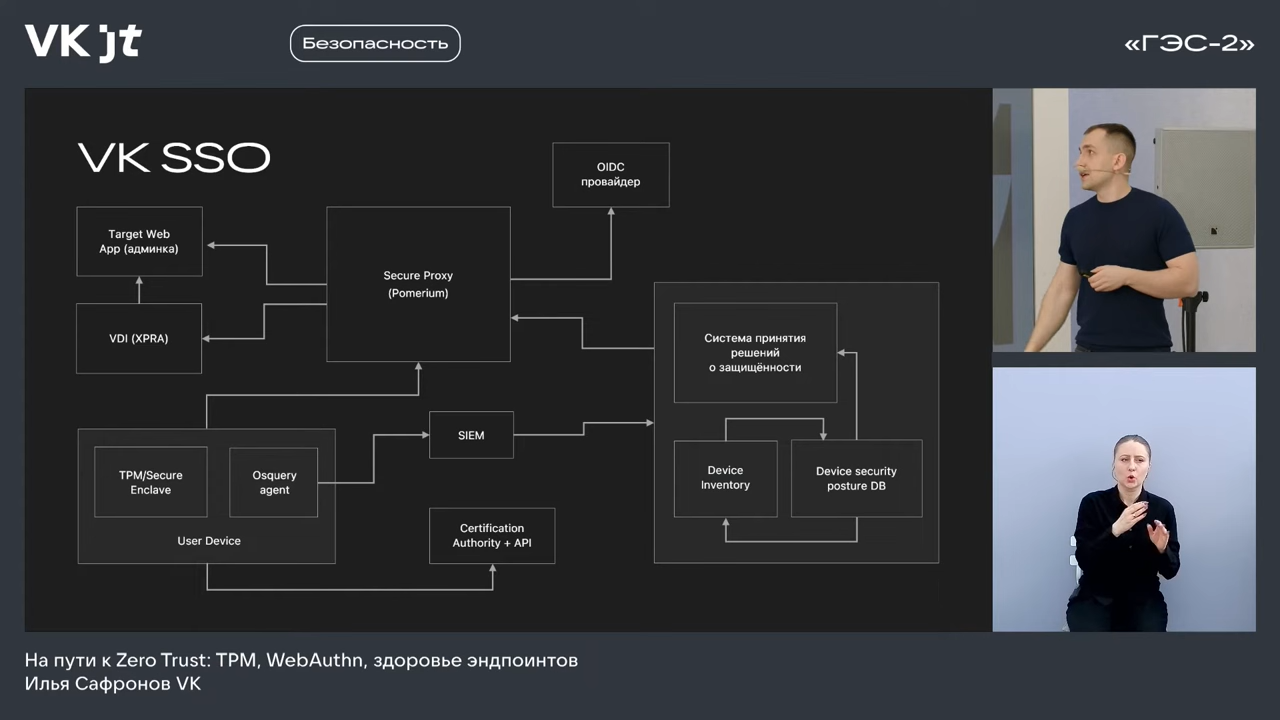 VK jt
Безопасность
«ГЭС-2»
VK SSO
OIDC
провайдер
Target Web
App (админка)
Secure Proxy
(Pomerium)
VDI (XPRA)
Система принятия
решений
о защищённости
SIEM
TPM/Secure
Enclave
Osquery
agent
Device
Inventory
Device security
posture DB
User Device
Certification
Authority + API
На пути к Zero Trust: TPM, WebAuthn, здоровье эндпоинтов
Илья Сафронов VK